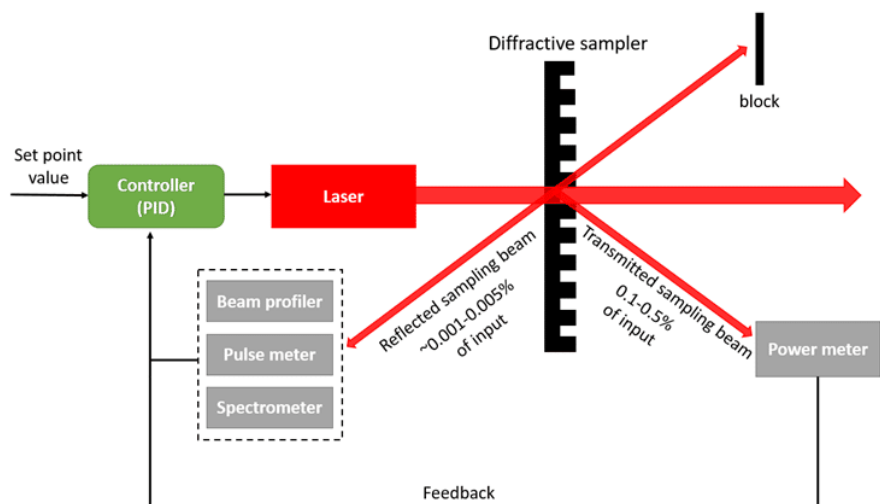 Diffractive sampler
block
Set point
value
Controller
(PID)
Laser
Reflected sampling beam
~0.001-0.005%
of input
Transmitted sampling beam
0.1-0.5%
of input
Beam profiler
Pulse meter
Spectrometer
Power meter
Feedback